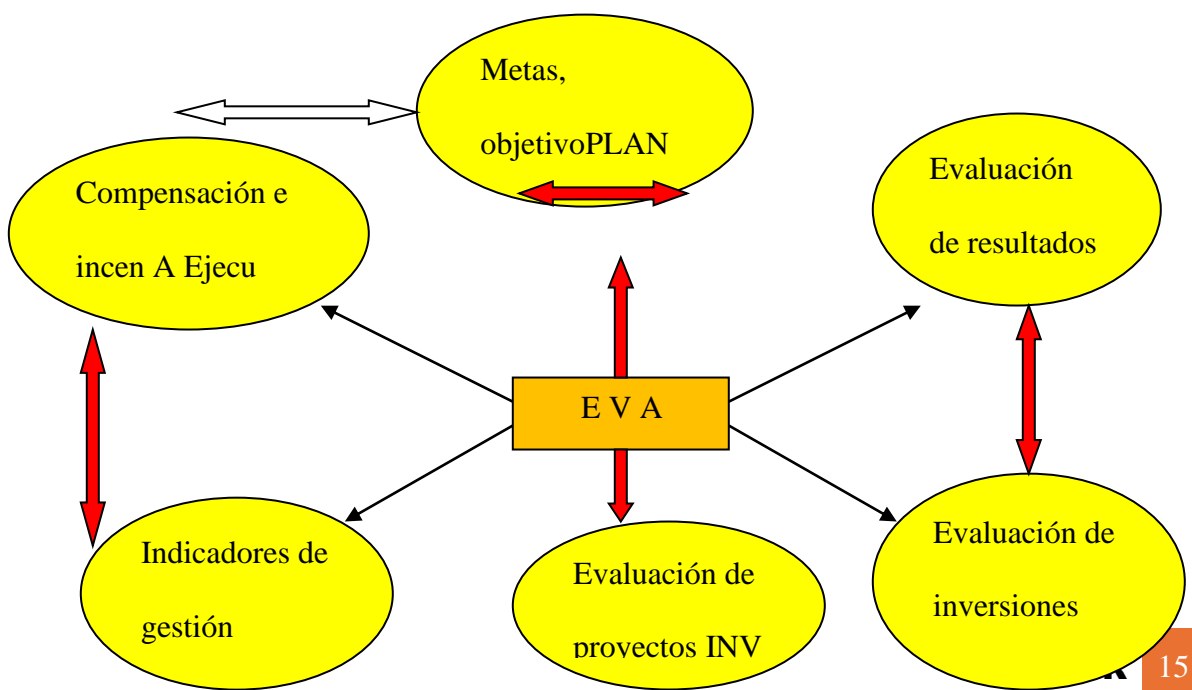 Metas,
objetivoPLAN
Compensación e
incen A Ejecu
Evaluación
de resultados
E V A
Indicadores de
gestión
Evaluación de
proyectos INV
Evaluación de
inversiones
15